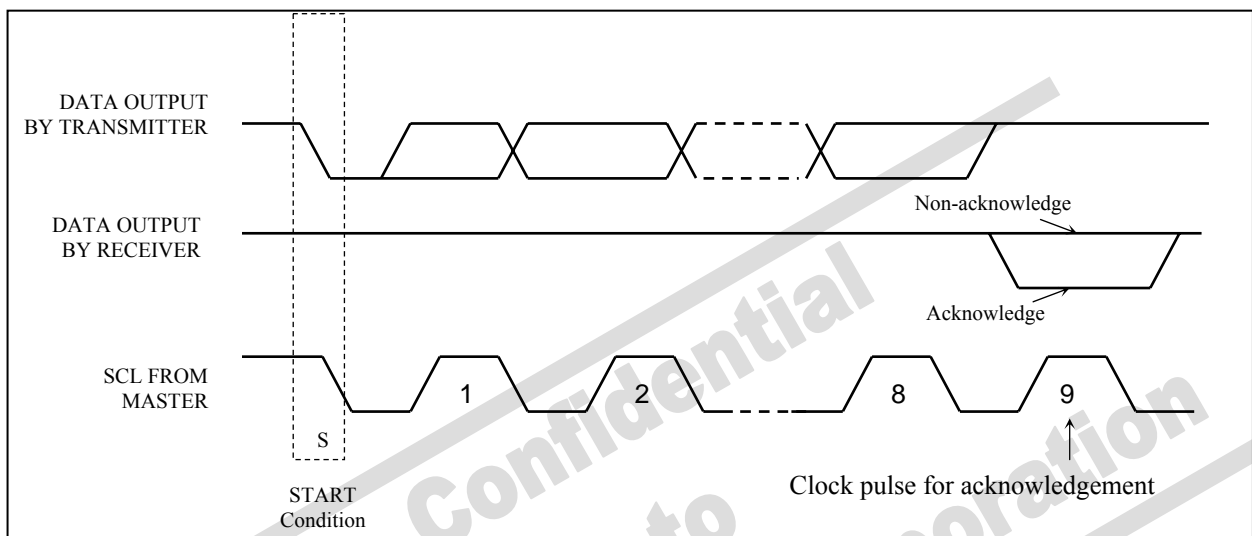 DATA OUTPUT
BY TRANSMITTER
DATA OUTPUT
BY RECEIVER
Non-acknowledge
Acknowledge
SCL FROM
MASTER
1
2
8
9
S
START
Condition
Clock pulse for acknowledgement
Confidential
to